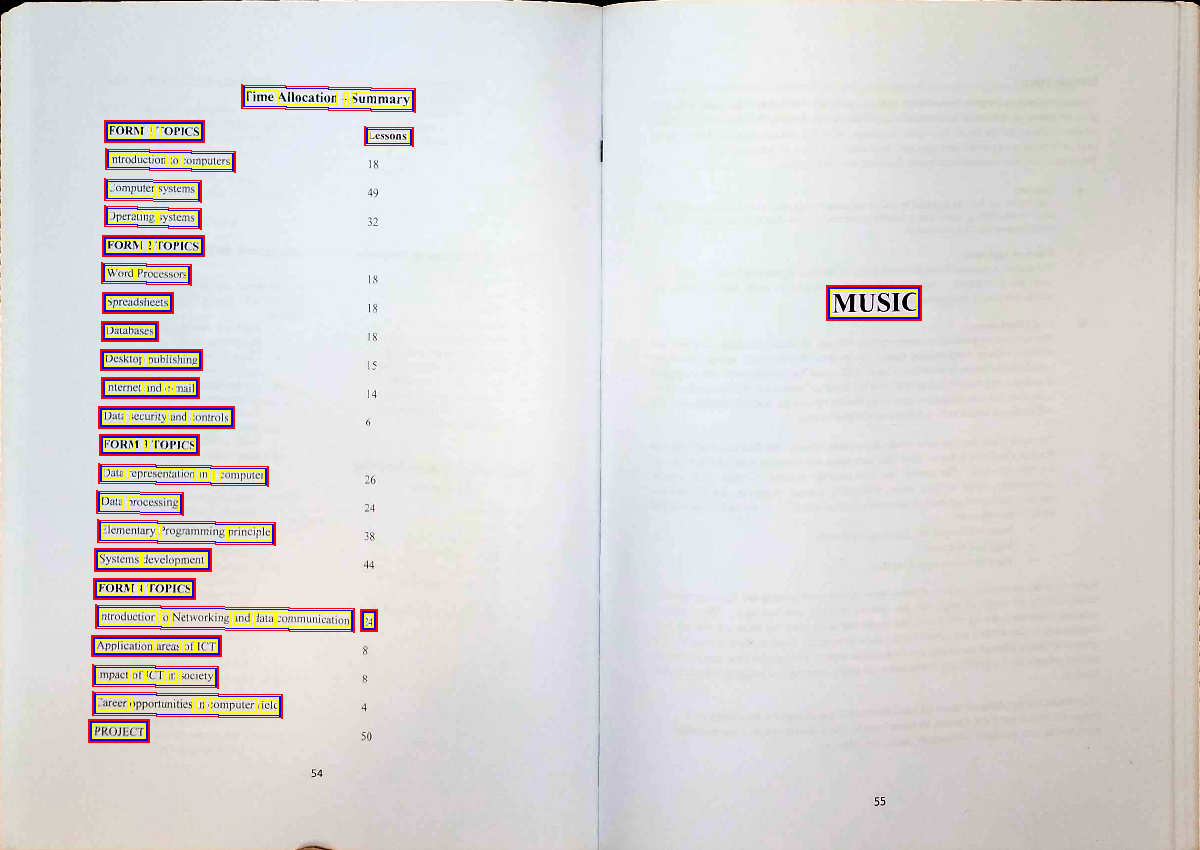 Time Allocation - Summary
FORM 1 TOPICS Lessons
Introduction to computers 18
Computer systems 49
Operating systems 32
FORM 2 TOPICS
Word Processors 18
Spreadsheets 18
Databases 18
Desktop publishing 15
Internet and e-mail 14
Data security and controls 6
FORM 3 TOPICS
Data representation in a computer 26
Data processing 24
Elementary Programming principle 38
Systems development 44
FORM 4 TOPICS
Introduction to Networking and data communication 24
Application areas of ICT 8
Impact of ICT in society 8
Career opportunities in computer field 4
PROJECT 50
54
MUSIC
55